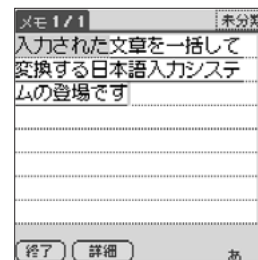 メモ 1 / 1 未分類
入力された文章を一括して
変換する日本語入力システ
ムの登場です
終了 詳細 あ